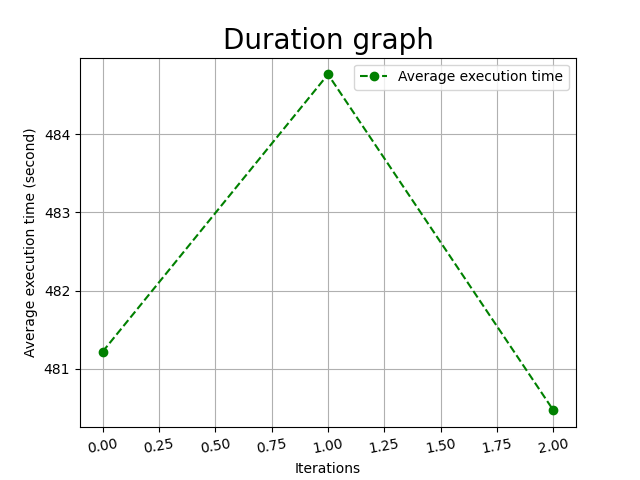 Duration graph
Average execution time
Average execution time (second)
484
483
482
481
0.00 0.25 0.50 0.75 1.00 1.25 1.50 1.75 2.00
Iterations